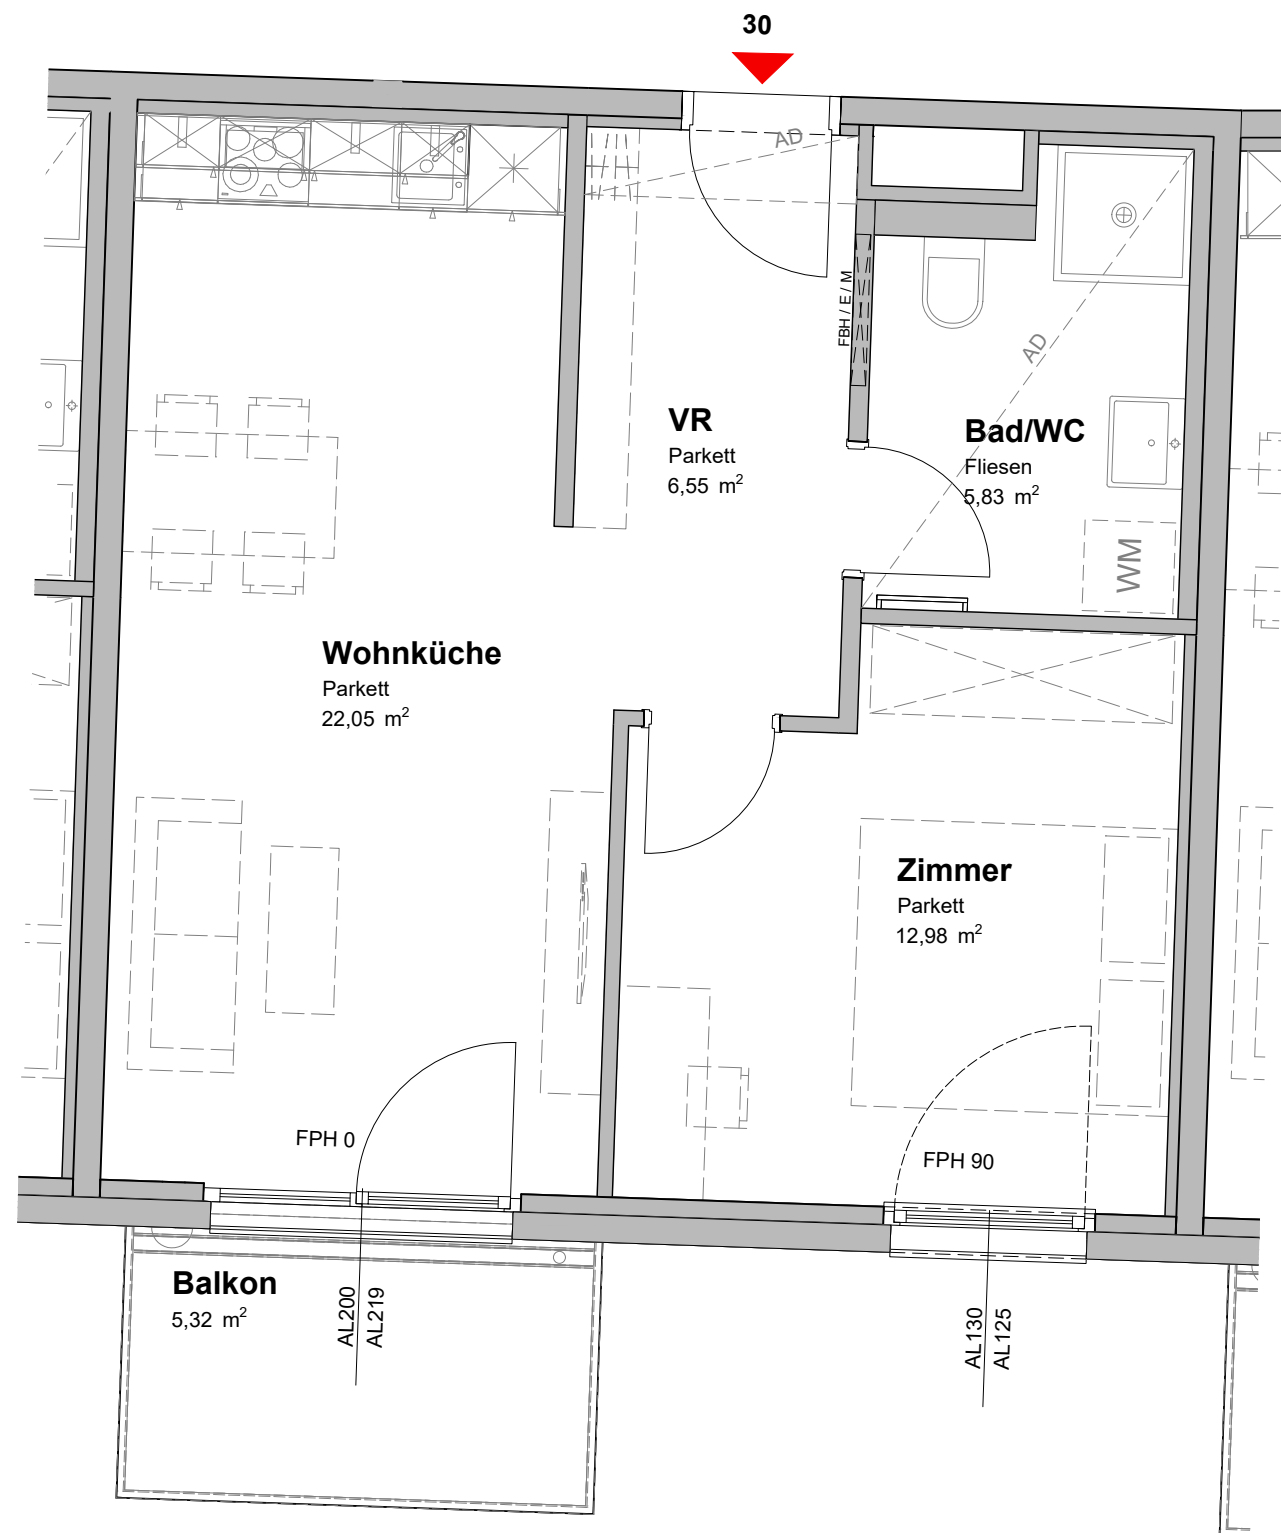 30
AD
FBH / E / M
AD
VR
Parkett
6,55 m²
Bad/WC
Fliesen
5,83 m²
WM
Wohnküche
Parkett
22,05 m²
Zimmer
Parkett
12,98 m²
FPH 0
FPH 90
Balkon
5,32 m²
AL200
AL219
AL130
AL125